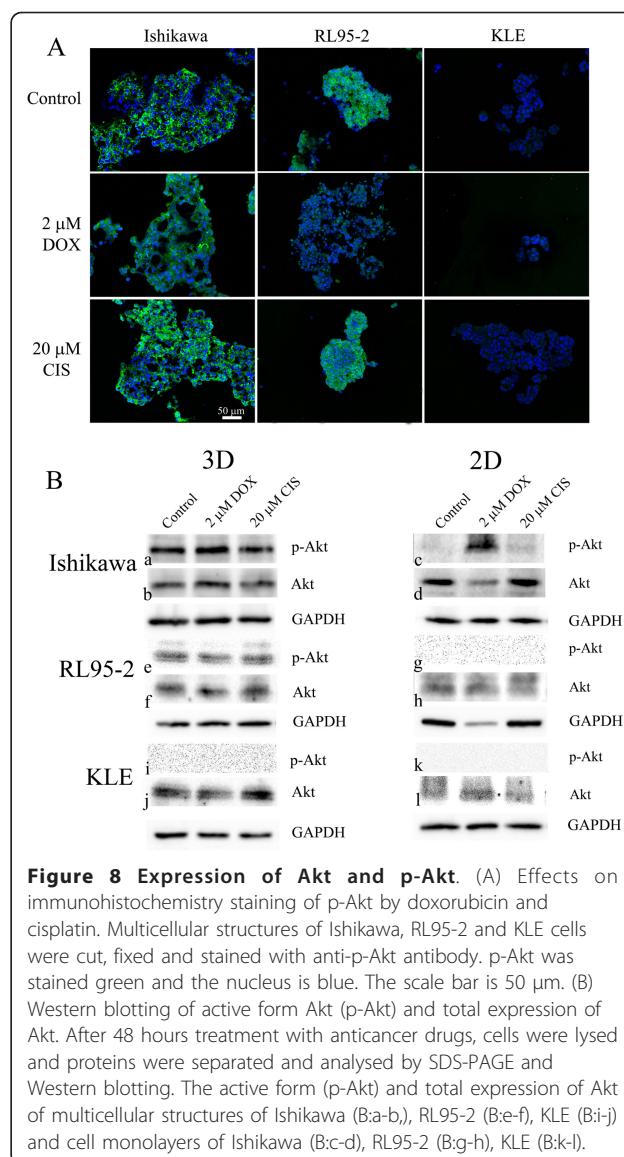 A
Ishikawa RL95-2 KLE
Control
2 µM
DOX
20 µM
CIS
50 µm
B
3D 2D
Control 2 µM DOX 20 µM CIS Control 2 µM DOX 20 µM CIS
Ishikawa
a p-Akt c p-Akt
b Akt d Akt
GAPDH GAPDH
RL95-2
e p-Akt g p-Akt
f Akt h Akt
GAPDH GAPDH
KLE
i p-Akt k p-Akt
j Akt l Akt
GAPDH GAPDH
Figure 8 Expression of Akt and p-Akt. (A) Effects on
immunohistochemistry staining of p-Akt by doxorubicin and
cisplatin. Multicellular structures of Ishikawa, RL95-2 and KLE cells
were cut, fixed and stained with anti-p-Akt antibody. p-Akt was
stained green and the nucleus is blue. The scale bar is 50 µm. (B)
Western blotting of active form Akt (p-Akt) and total expression of
Akt. After 48 hours treatment with anticancer drugs, cells were lysed
and proteins were separated and analysed by SDS-PAGE and
Western blotting. The active form (p-Akt) and total expression of Akt
of multicellular structures of Ishikawa (B:a-b,), RL95-2 (B:e-f), KLE (B:i-j)
and cell monolayers of Ishikawa (B:c-d), RL95-2 (B:g-h), KLE (B:k-l).